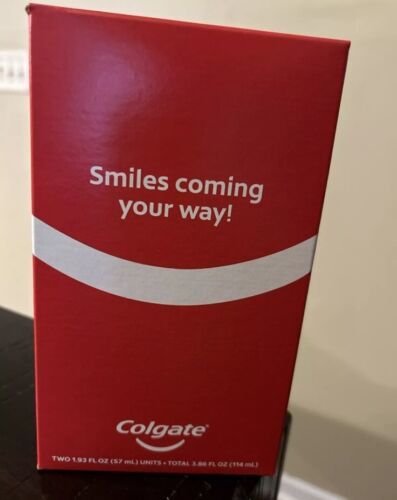 Smiles coming
your way!
Colgate®
TWO 1.93 FL OZ (57 mL) UNITS • TOTAL 3.86 FL OZ (114 mL)